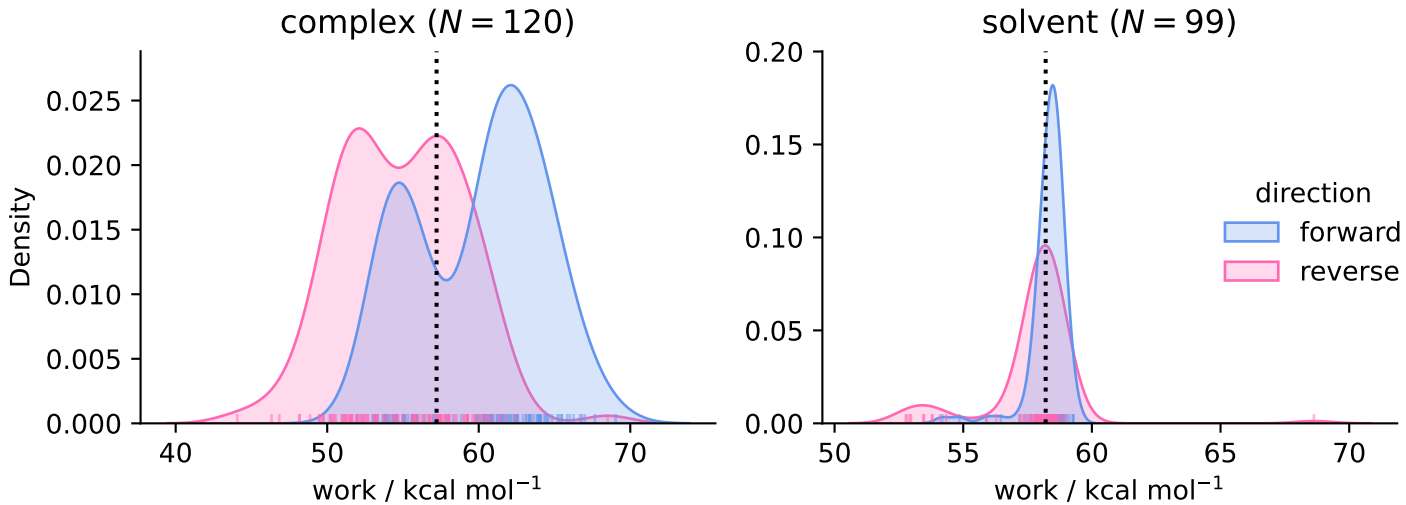 complex (N = 120)
Density
0.025
0.020
0.015
0.010
0.005
0.000
40 50 60 70
work / kcal mol⁻¹
solvent (N = 99)
0.20
0.15
0.10
0.05
0.00
50 55 60 65 70
work / kcal mol⁻¹
direction
forward
reverse